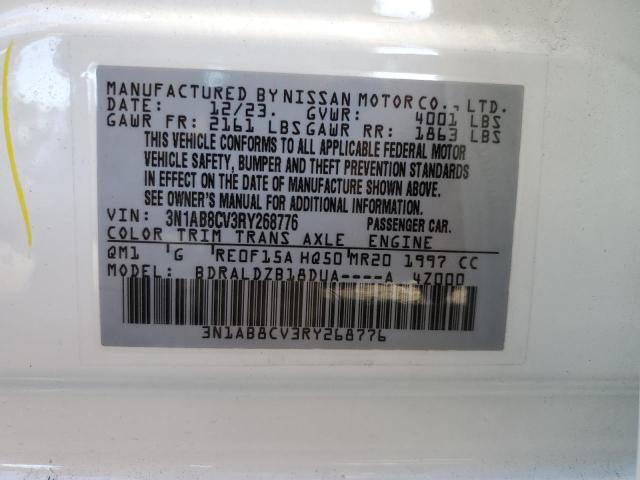 MANUFACTURED BY NISSAN MOTOR CO., LTD.
DATE: 12/23. GVWR: 4001 LBS
GAWR FR: 2161 LBS GAWR RR: 1863 LBS
THIS VEHICLE CONFORMS TO ALL APPLICABLE FEDERAL MOTOR
VEHICLE SAFETY, BUMPER AND THEFT PREVENTION STANDARDS
IN EFFECT ON THE DATE OF MANUFACTURE SHOWN ABOVE.
SEE OWNER'S MANUAL FOR ADDITIONAL INFORMATION.
VIN: 3N1AB8CV3RY268776 PASSENGER CAR.
COLOR TRIM TRANS AXLE ENGINE
QM1 'G 'RE0F15A HQ50'MR20 1997 CC
MODEL: BDRALDZB18DUA----A 4Z000
3N1AB8CV3RY268776